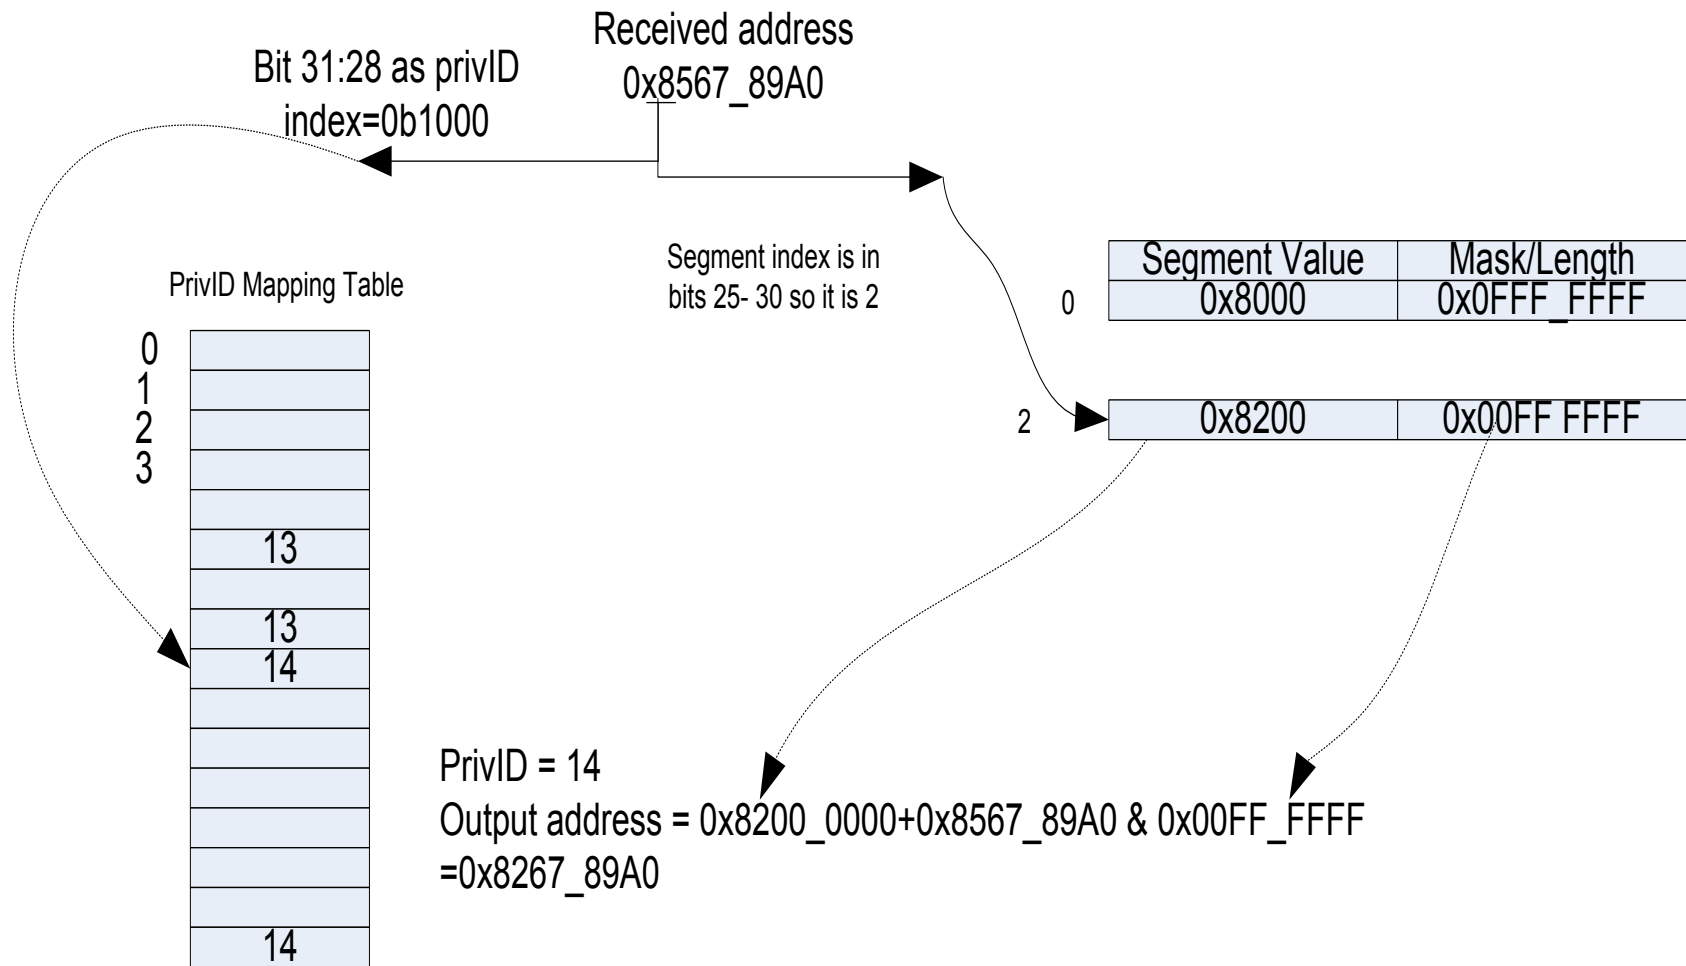 Received address
0x8567_89A0
Bit 31:28 as privID
index=0b1000
Segment index is in
bits 25- 30 so it is 2
Segment Value Mask/Length
0 0x8000 0x0FFF_FFFF
2 0x8200 0x00FF FFFF
PrivID Mapping Table
0
1
2
3
13
13
14
14
PrivID = 14
Output address = 0x8200_0000+0x8567_89A0 & 0x00FF_FFFF
=0x8267_89A0